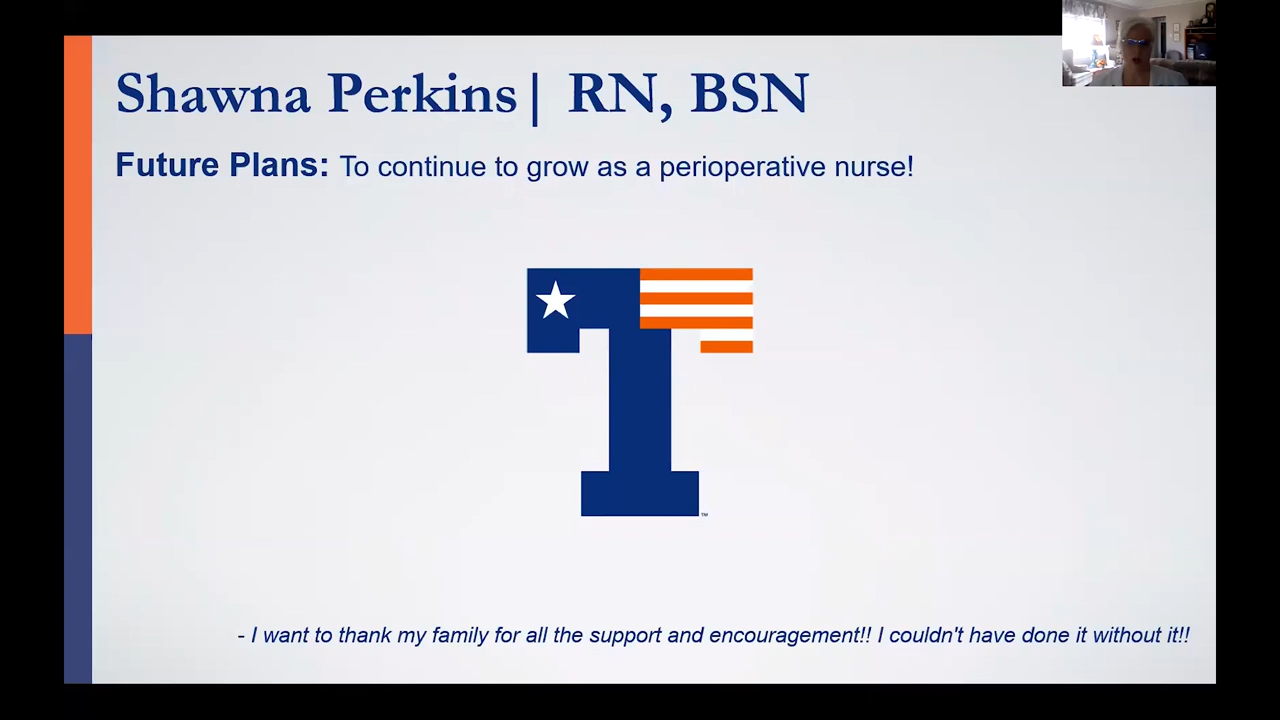 Shawna Perkins | RN, BSN
Future Plans: To continue to grow as a perioperative nurse!
T
™
- I want to thank my family for all the support and encouragement!! I couldn't have done it without it!!